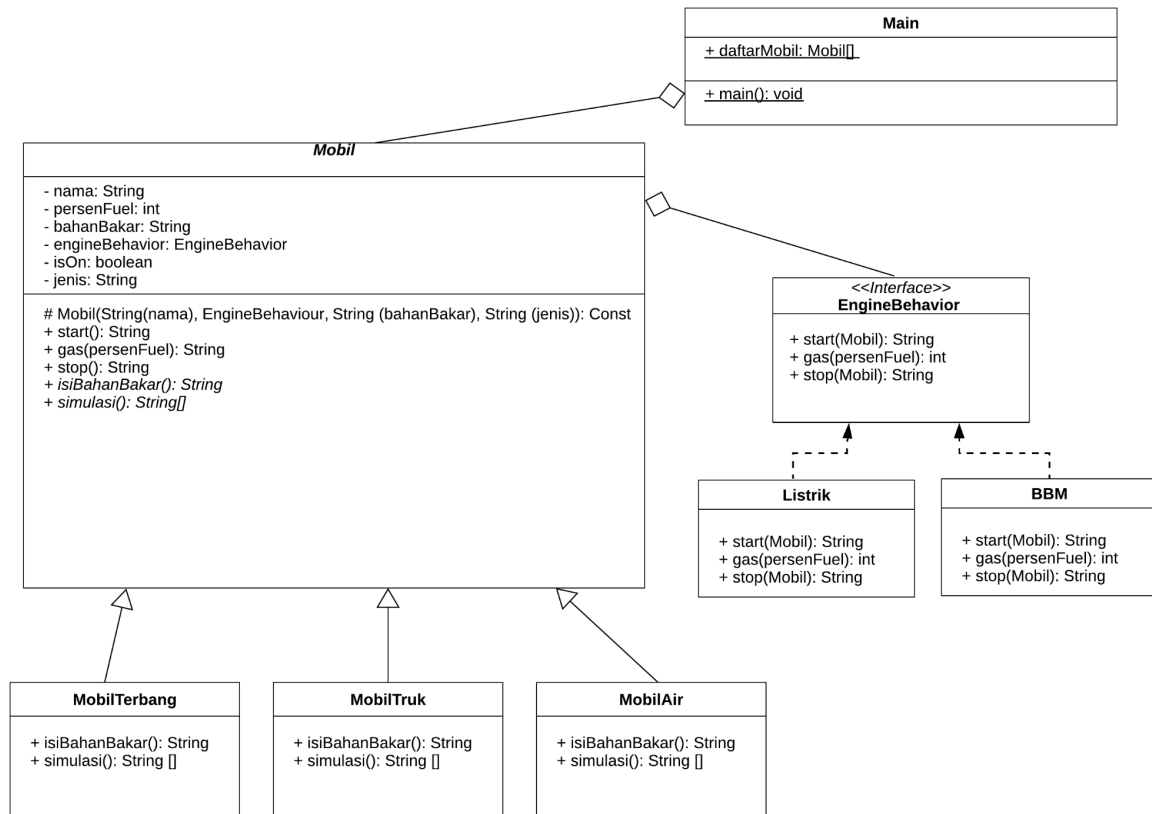 Main
+ daftarMobil: Mobil[]
+ main(): void
Mobil
- nama: String
- persenFuel: int
- bahanBakar: String
- engineBehavior: EngineBehavior
- isOn: boolean
- jenis: String
# Mobil(String(nama), EngineBehaviour, String (bahanBakar), String (jenis)): Const
+ start(): String
+ gas(persenFuel): String
+ stop(): String
+ isiBahanBakar(): String
+ simulasi(): String[]
<<Interface>>
EngineBehavior
+ start(Mobil): String
+ gas(persenFuel): int
+ stop(Mobil): String
Listrik
+ start(Mobil): String
+ gas(persenFuel): int
+ stop(Mobil): String
BBM
+ start(Mobil): String
+ gas(persenFuel): int
+ stop(Mobil): String
MobilTerbang
+ isiBahanBakar(): String
+ simulasi(): String []
MobilTruk
+ isiBahanBakar(): String
+ simulasi(): String []
MobilAir
+ isiBahanBakar(): String
+ simulasi(): String []